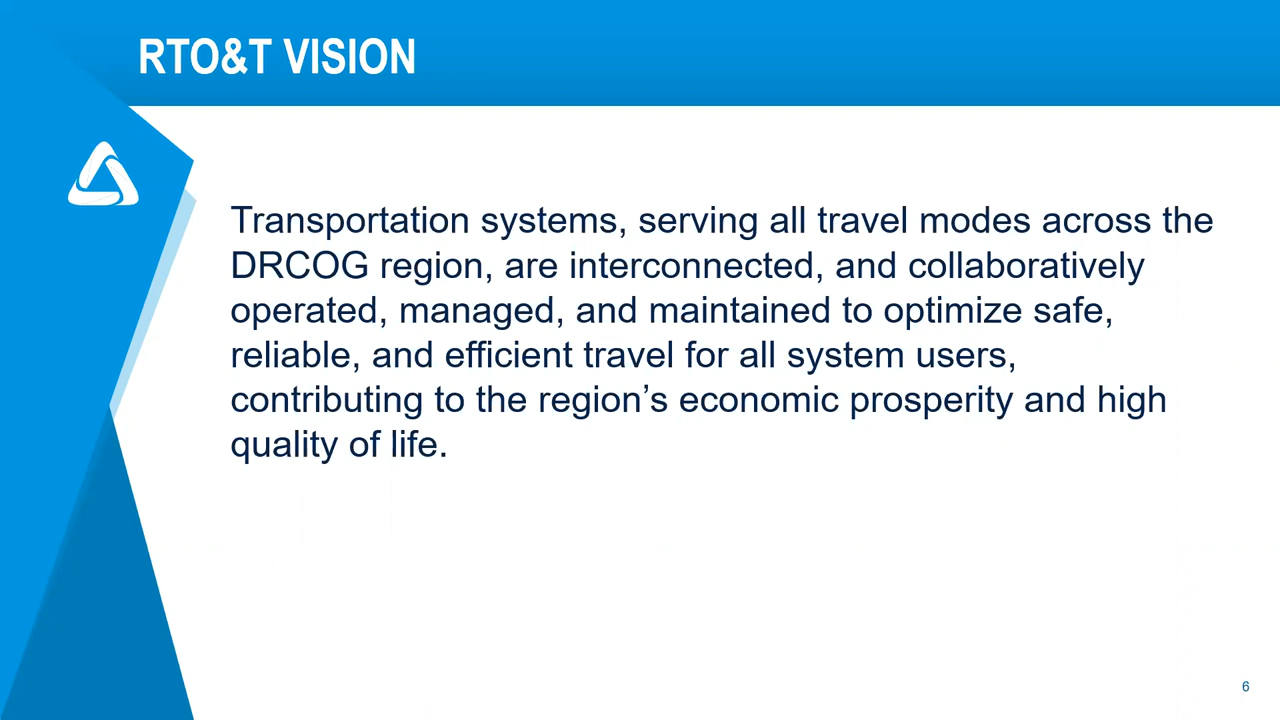 RTO&T VISION
Transportation systems, serving all travel modes across the
DRCOG region, are interconnected, and collaboratively
operated, managed, and maintained to optimize safe,
reliable, and efficient travel for all system users,
contributing to the region’s economic prosperity and high
quality of life.
6